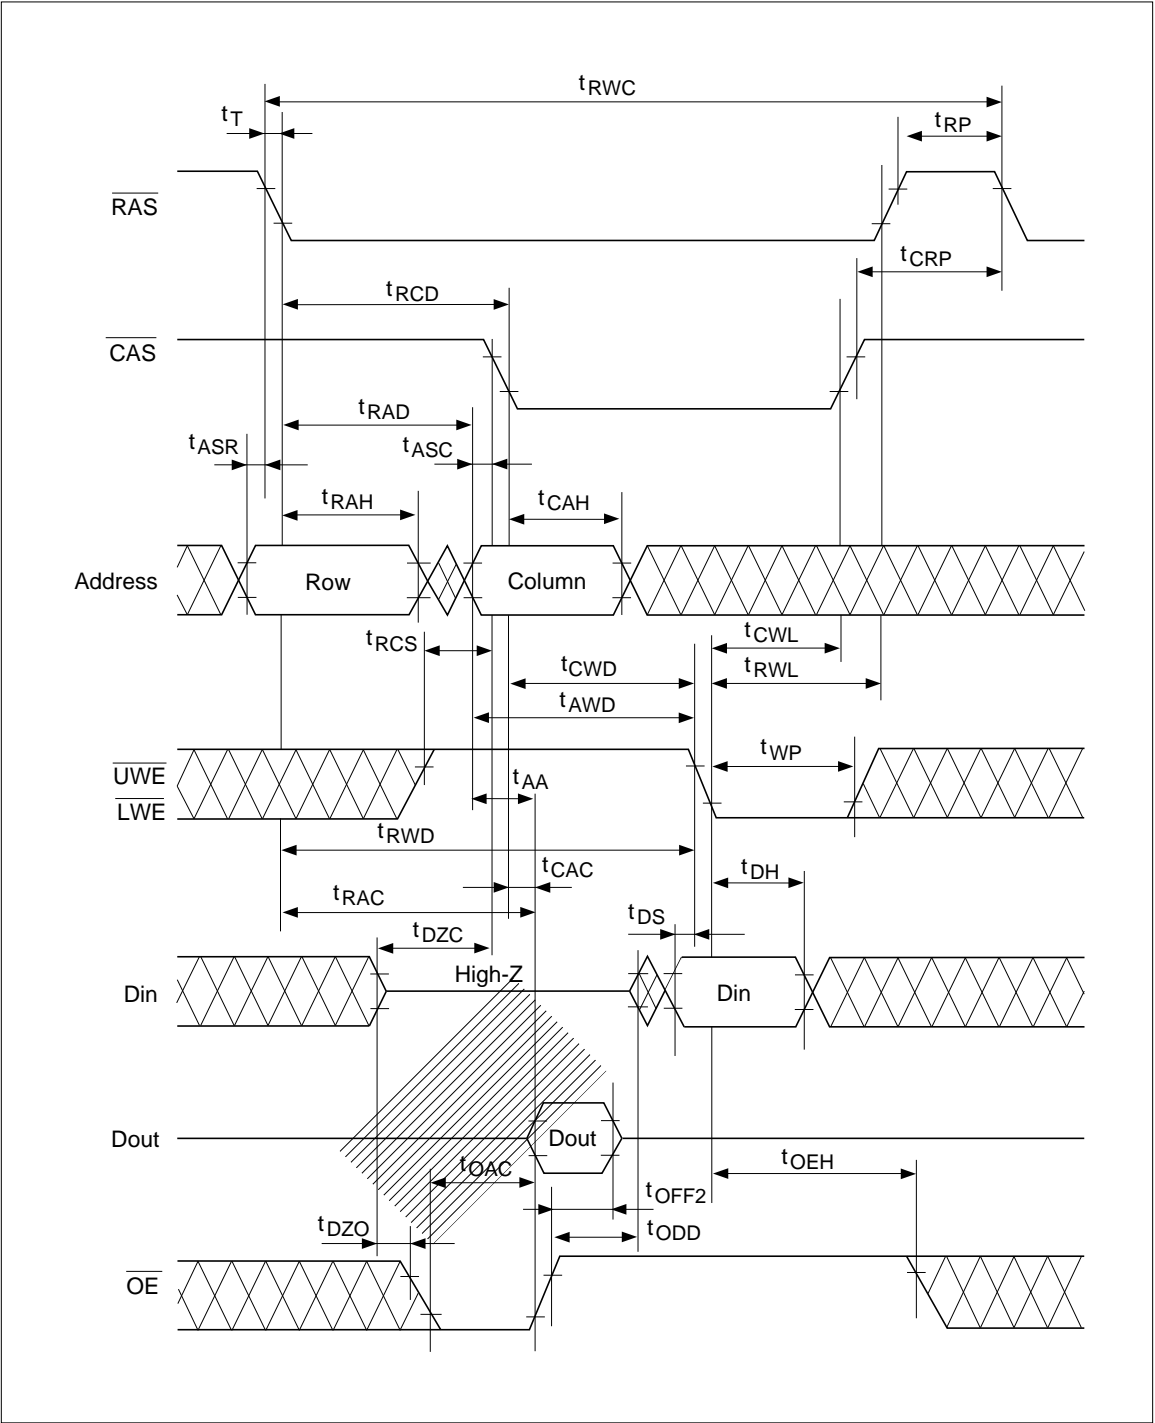 tRWC
tT
tRP
RAS
tCRP
tRCD
CAS
tRAD
tASR
tASC
tRAH
tCAH
Address
Row
Column
tRCS
tCWL
tCWD
tRWL
tAWD
UWE
LWE
tWP
tAA
tRWD
tCAC
tDH
tRAC
tDS
tDZC
High-Z
Din
Din
Dout
Dout
tOAC
tOEH
tOFF2
tDZO
tODD
OE